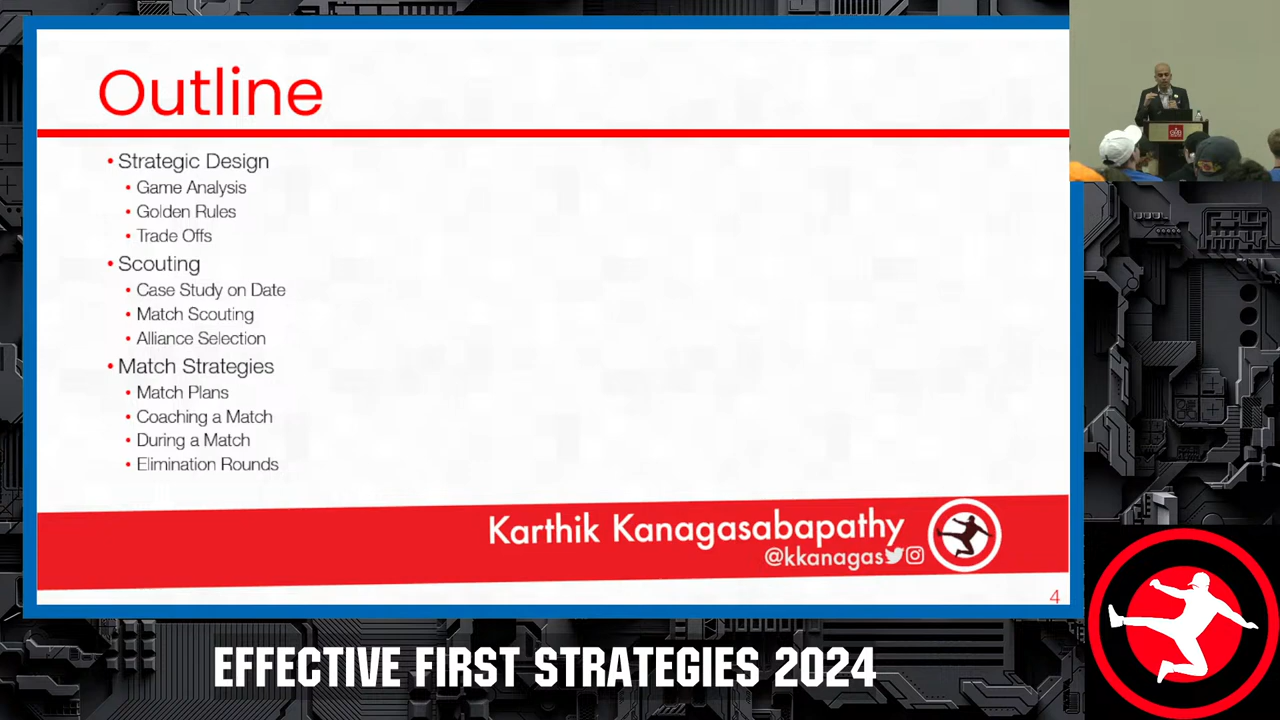 Outline
• Strategic Design
• Game Analysis
• Golden Rules
• Trade Offs
• Scouting
• Case Study on Date
• Match Scouting
• Alliance Selection
• Match Strategies
• Match Plans
• Coaching a Match
• During a Match
• Elimination Rounds
Karthik Kanagasabapathy
@kkanagas
4
EFFECTIVE FIRST STRATEGIES 2024